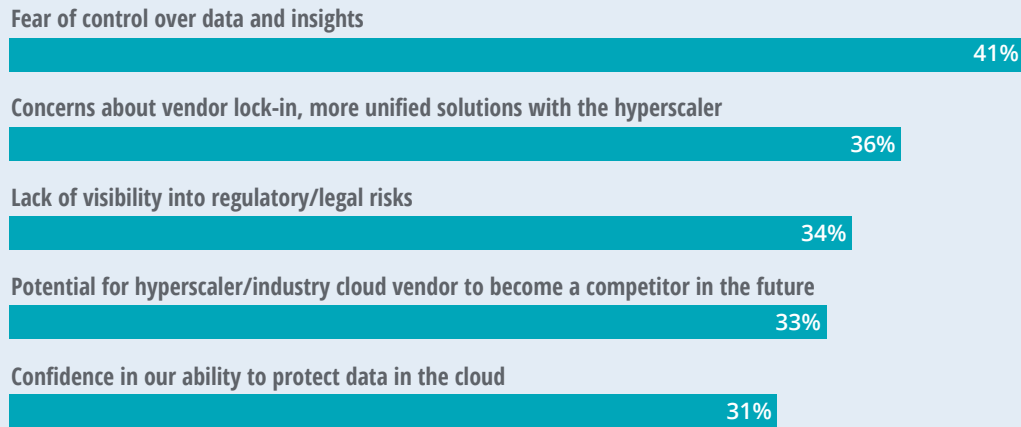 Fear of control over data and insights
41%
Concerns about vendor lock-in, more unified solutions with the hyperscaler
36%
Lack of visibility into regulatory/legal risks
34%
Potential for hyperscaler/industry cloud vendor to become a competitor in the future
33%
Confidence in our ability to protect data in the cloud
31%